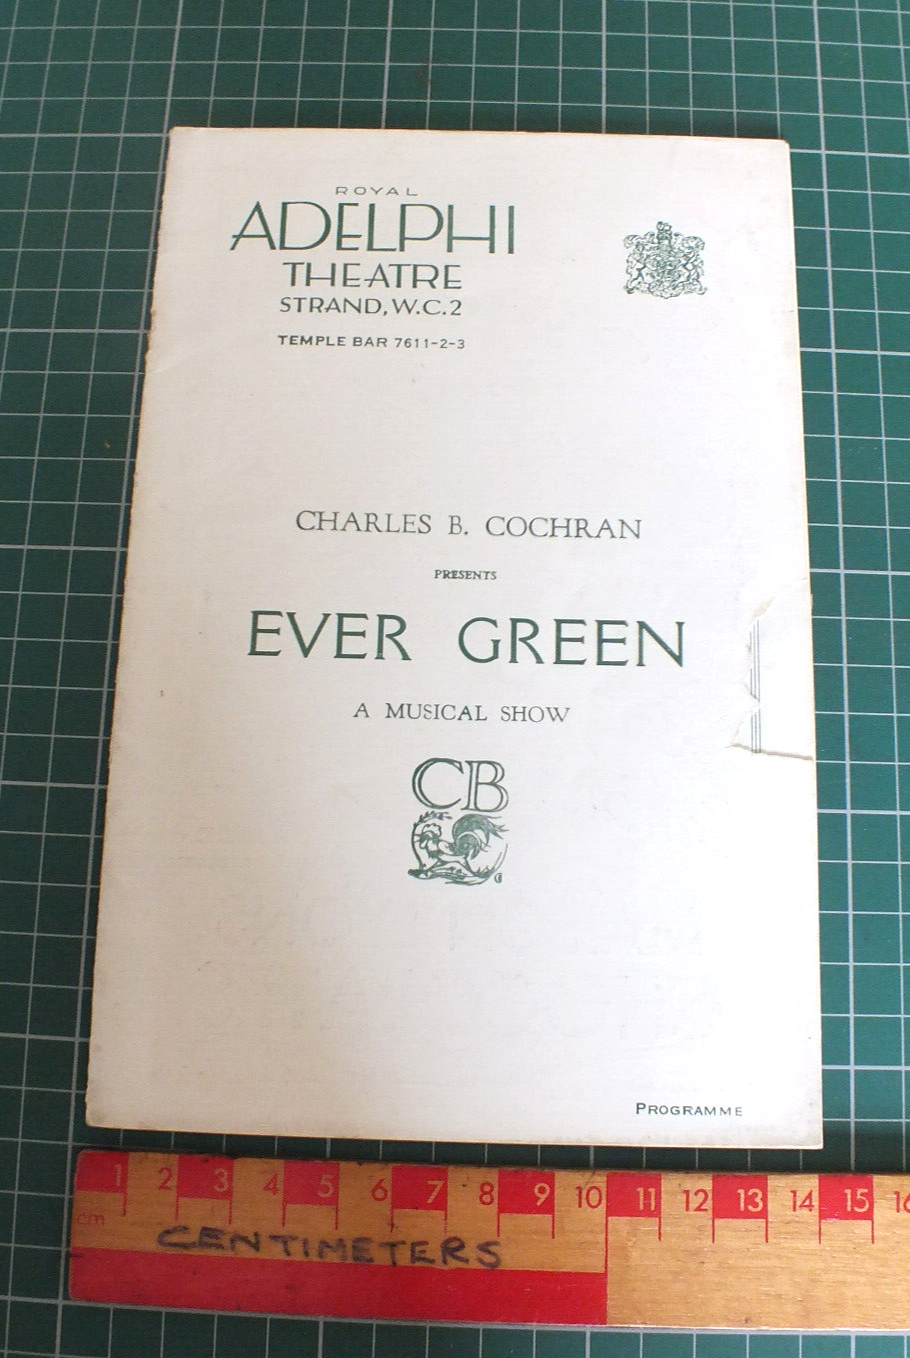 ROYAL
ADELPHI
THEATRE
STRAND, W.C.2
TEMPLE BAR 7611-2-3
CHARLES B. COCHRAN
PRESENTS
EVER GREEN
A MUSICAL SHOW
CB
PROGRAMME
1 2 3 4 5 6 7 8 9 10 11 12 13 14 15 16
cm
CENTIMETERS